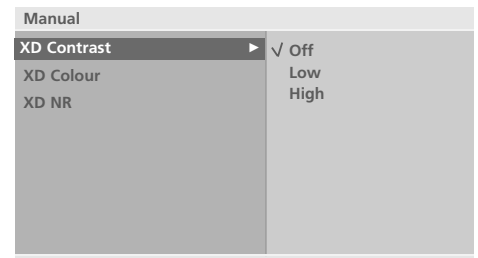 Manual
XD Contrast ► √ Off
XD Colour Low
XD NR High